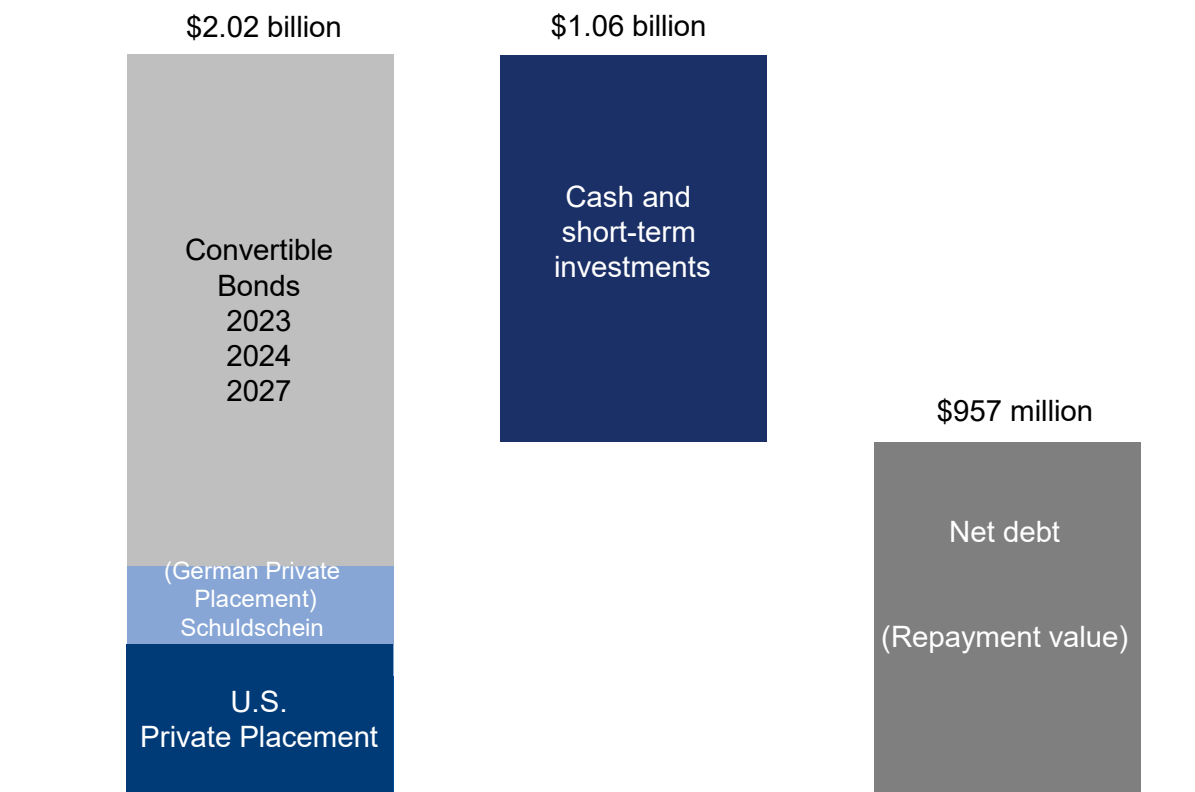 $2.02 billion
Convertible
Bonds
2023
2024
2027
(German Private
Placement)
Schuldschein
U.S.
Private Placement
$1.06 billion
Cash and
short-term
investments
$957 million
Net debt
(Repayment value)